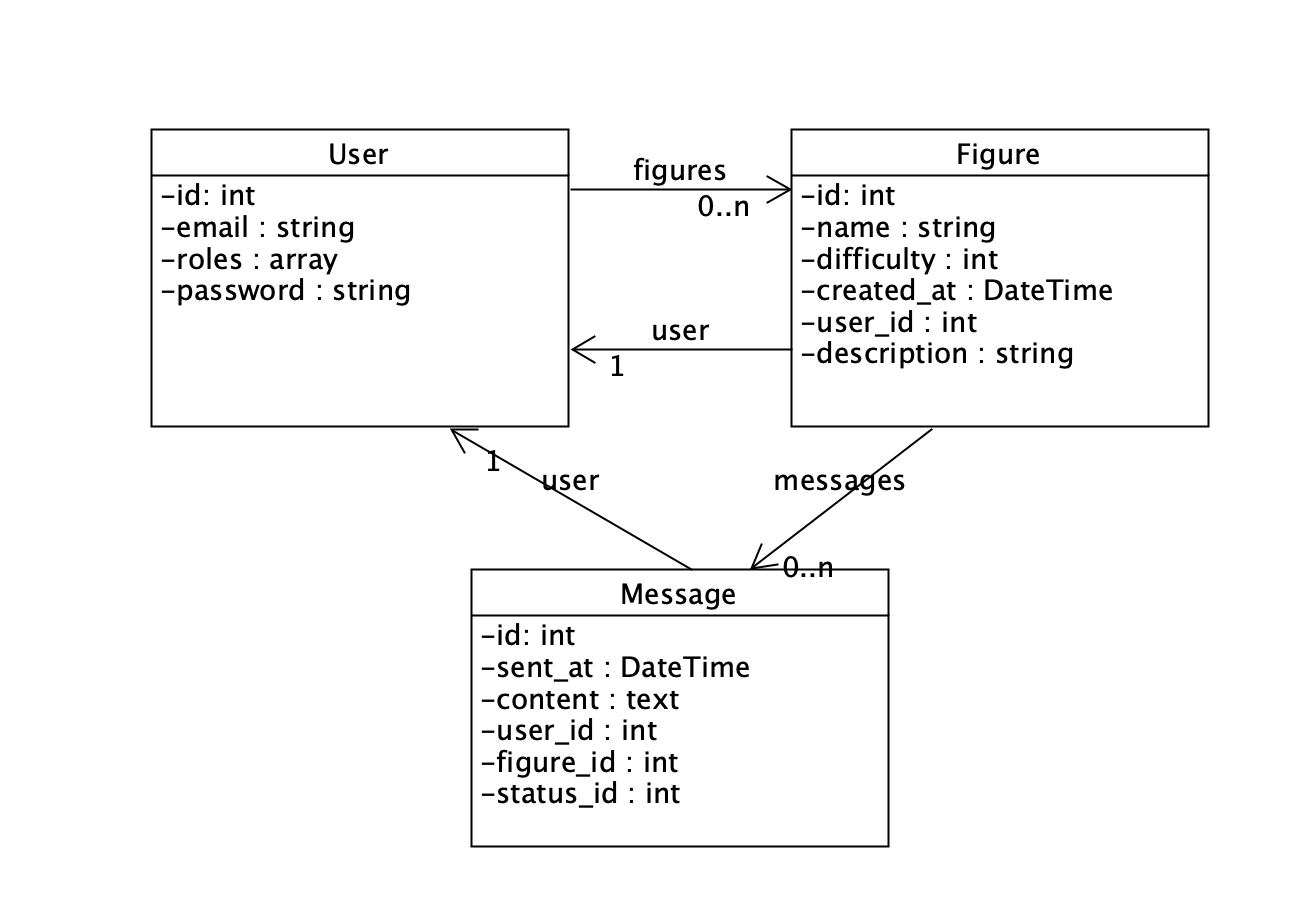 User
-id: int
-email : string
-roles : array
-password : string
figures
0..n
Figure
-id: int
-name : string
-difficulty : int
-created_at : DateTime
-user_id : int
-description : string
user
1
1
user
messages
0..n
Message
-id: int
-sent_at : DateTime
-content : text
-user_id : int
-figure_id : int
-status_id : int